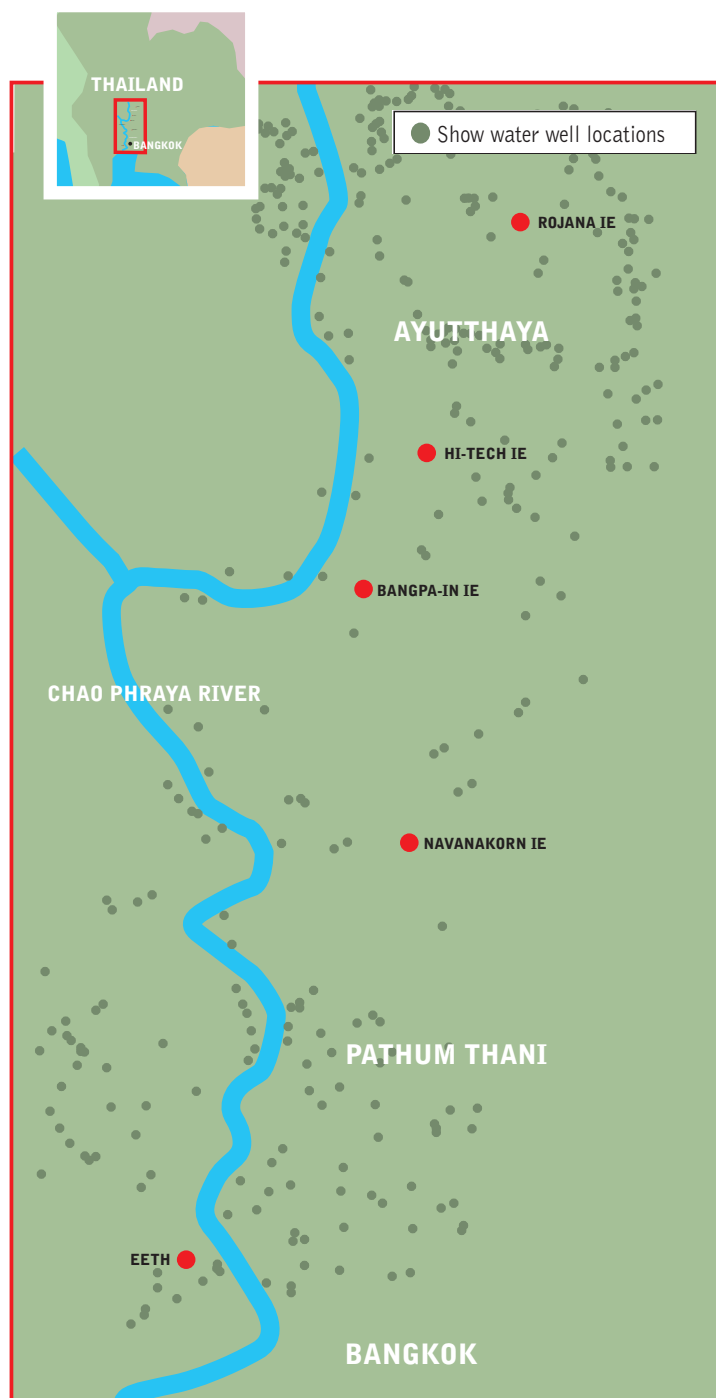 THAILAND
BANGKOK
Show water well locations
ROJANA IE
AYUTTHAYA
HI-TECH IE
BANGPA-IN IE
CHAO PHRAYA RIVER
NAVANAKORN IE
PATHUM THANI
EETH
BANGKOK